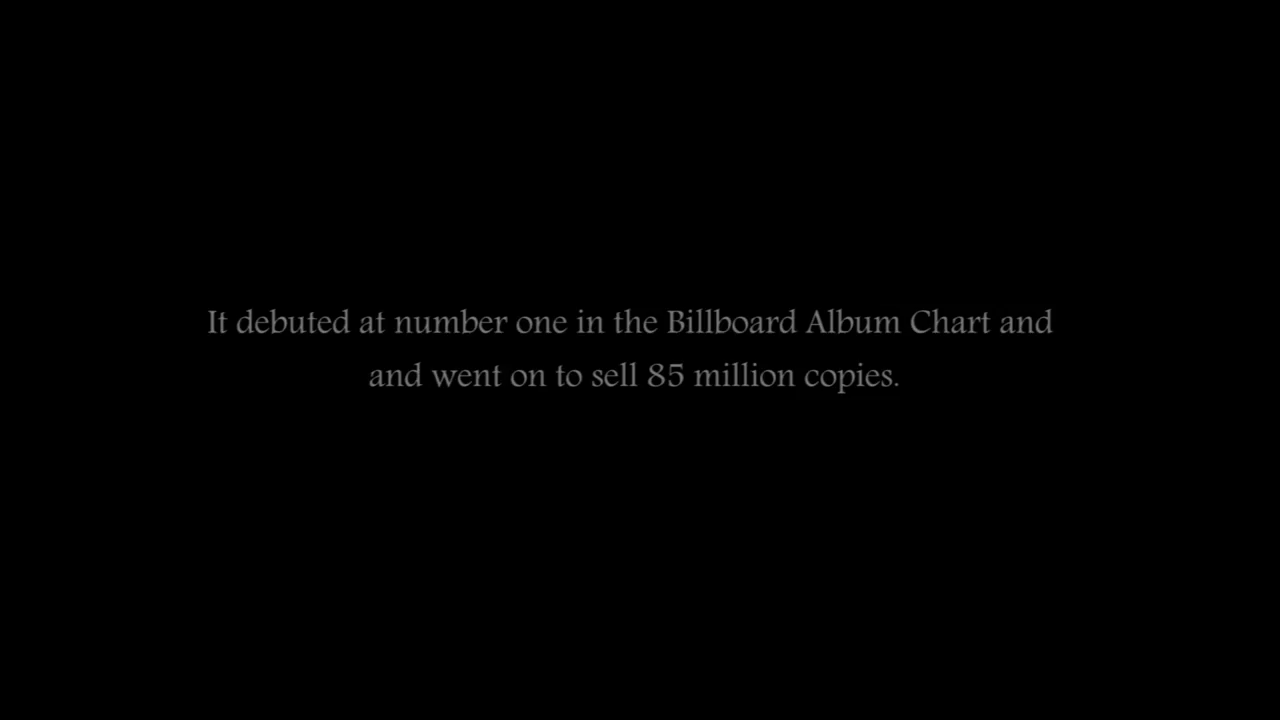 It debuted at number one in the Billboard Album Chart and
and went on to sell 85 million copies.